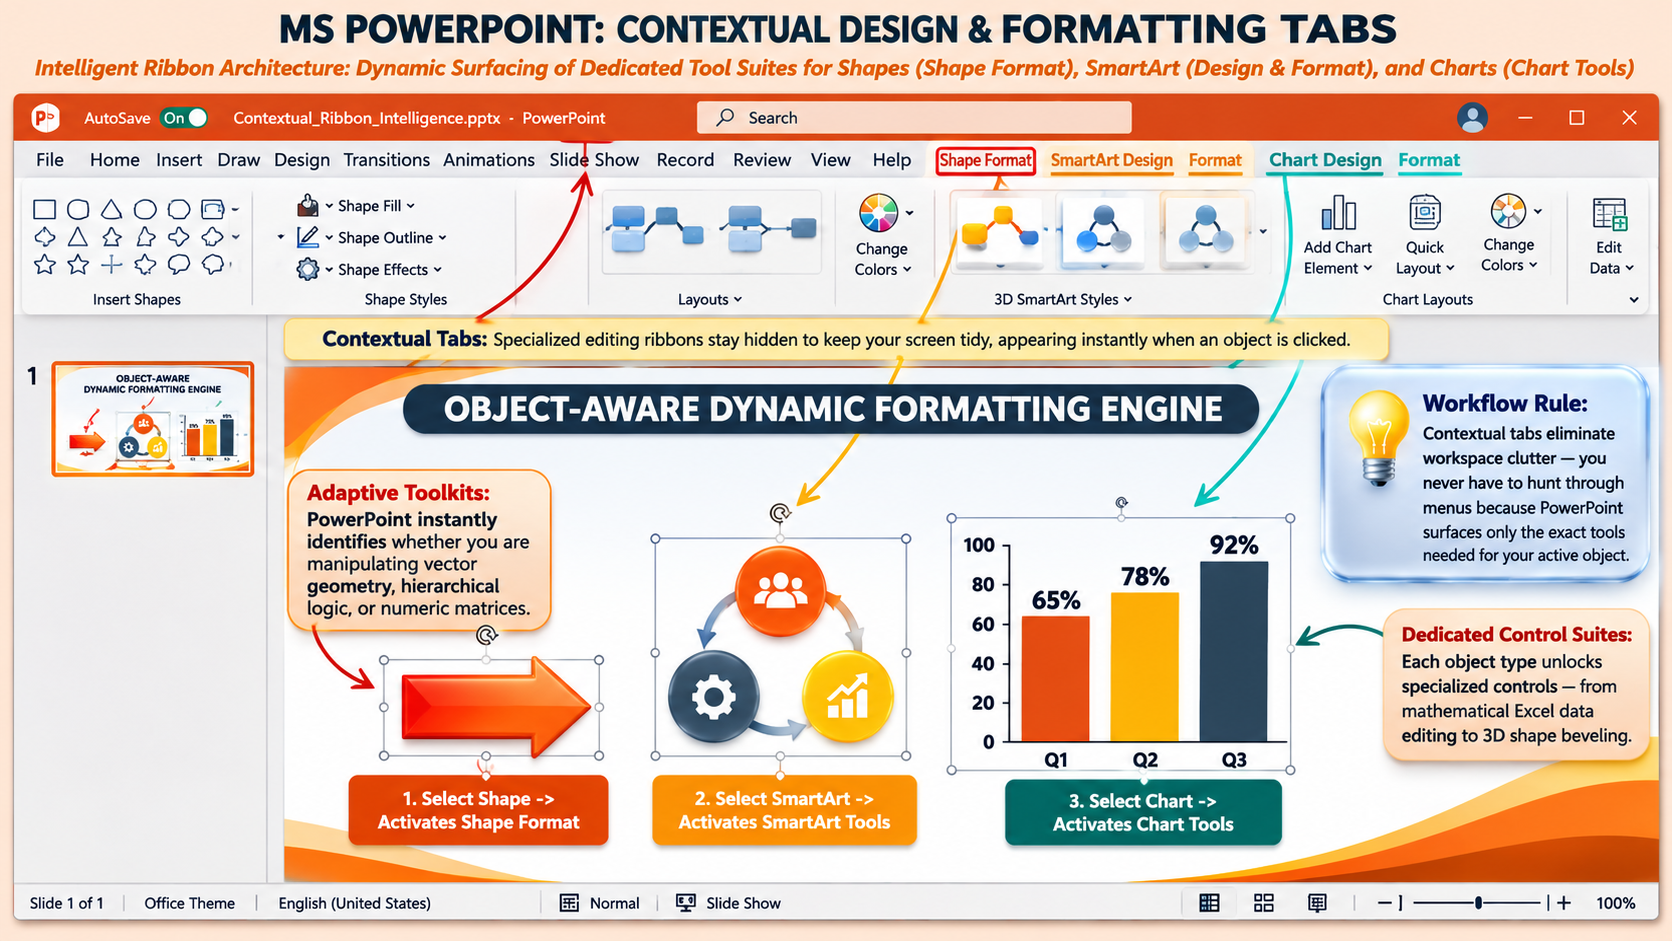 MS POWERPOINT: CONTEXTUAL DESIGN & FORMATTING TABS
Intelligent Ribbon Architecture: Dynamic Surfacing of Dedicated Tool Suites for Shapes (Shape Format), SmartArt (Design & Format), and Charts (Chart Tools)
AutoSave On Contextual_Ribbon_Intelligence.pptx - PowerPoint
Search
File Home Insert Draw Design Transitions Animations Slide Show Record Review View Help Shape Format SmartArt Design Format Chart Design Format
Shape Fill
Shape Outline
Shape Effects
Insert Shapes
Shape Styles
Layouts
Change
Colors
3D SmartArt Styles
Add Chart
Element
Quick
Layout
Change
Colors
Chart Layouts
Edit
Data
Contextual Tabs: Specialized editing ribbons stay hidden to keep your screen tidy, appearing instantly when an object is clicked.
1
OBJECT-AWARE
DYNAMIC FORMATTING ENGINE
OBJECT-AWARE DYNAMIC FORMATTING ENGINE
Workflow Rule:
Contextual tabs eliminate
workspace clutter — you
never have to hunt through
menus because PowerPoint
surfaces only the exact tools
needed for your active object.
Adaptive Toolkits:
PowerPoint instantly
identifies whether you are
manipulating vector
geometry, hierarchical
logic, or numeric matrices.
100
80
60
40
20
0
65%
78%
92%
Q1 Q2 Q3
Dedicated Control Suites:
Each object type unlocks
specialized controls — from
mathematical Excel data
editing to 3D shape beveling.
1. Select Shape ->
Activates Shape Format
2. Select SmartArt ->
Activates SmartArt Tools
3. Select Chart ->
Activates Chart Tools
Slide 1 of 1 Office Theme English (United States) Normal Slide Show 100%